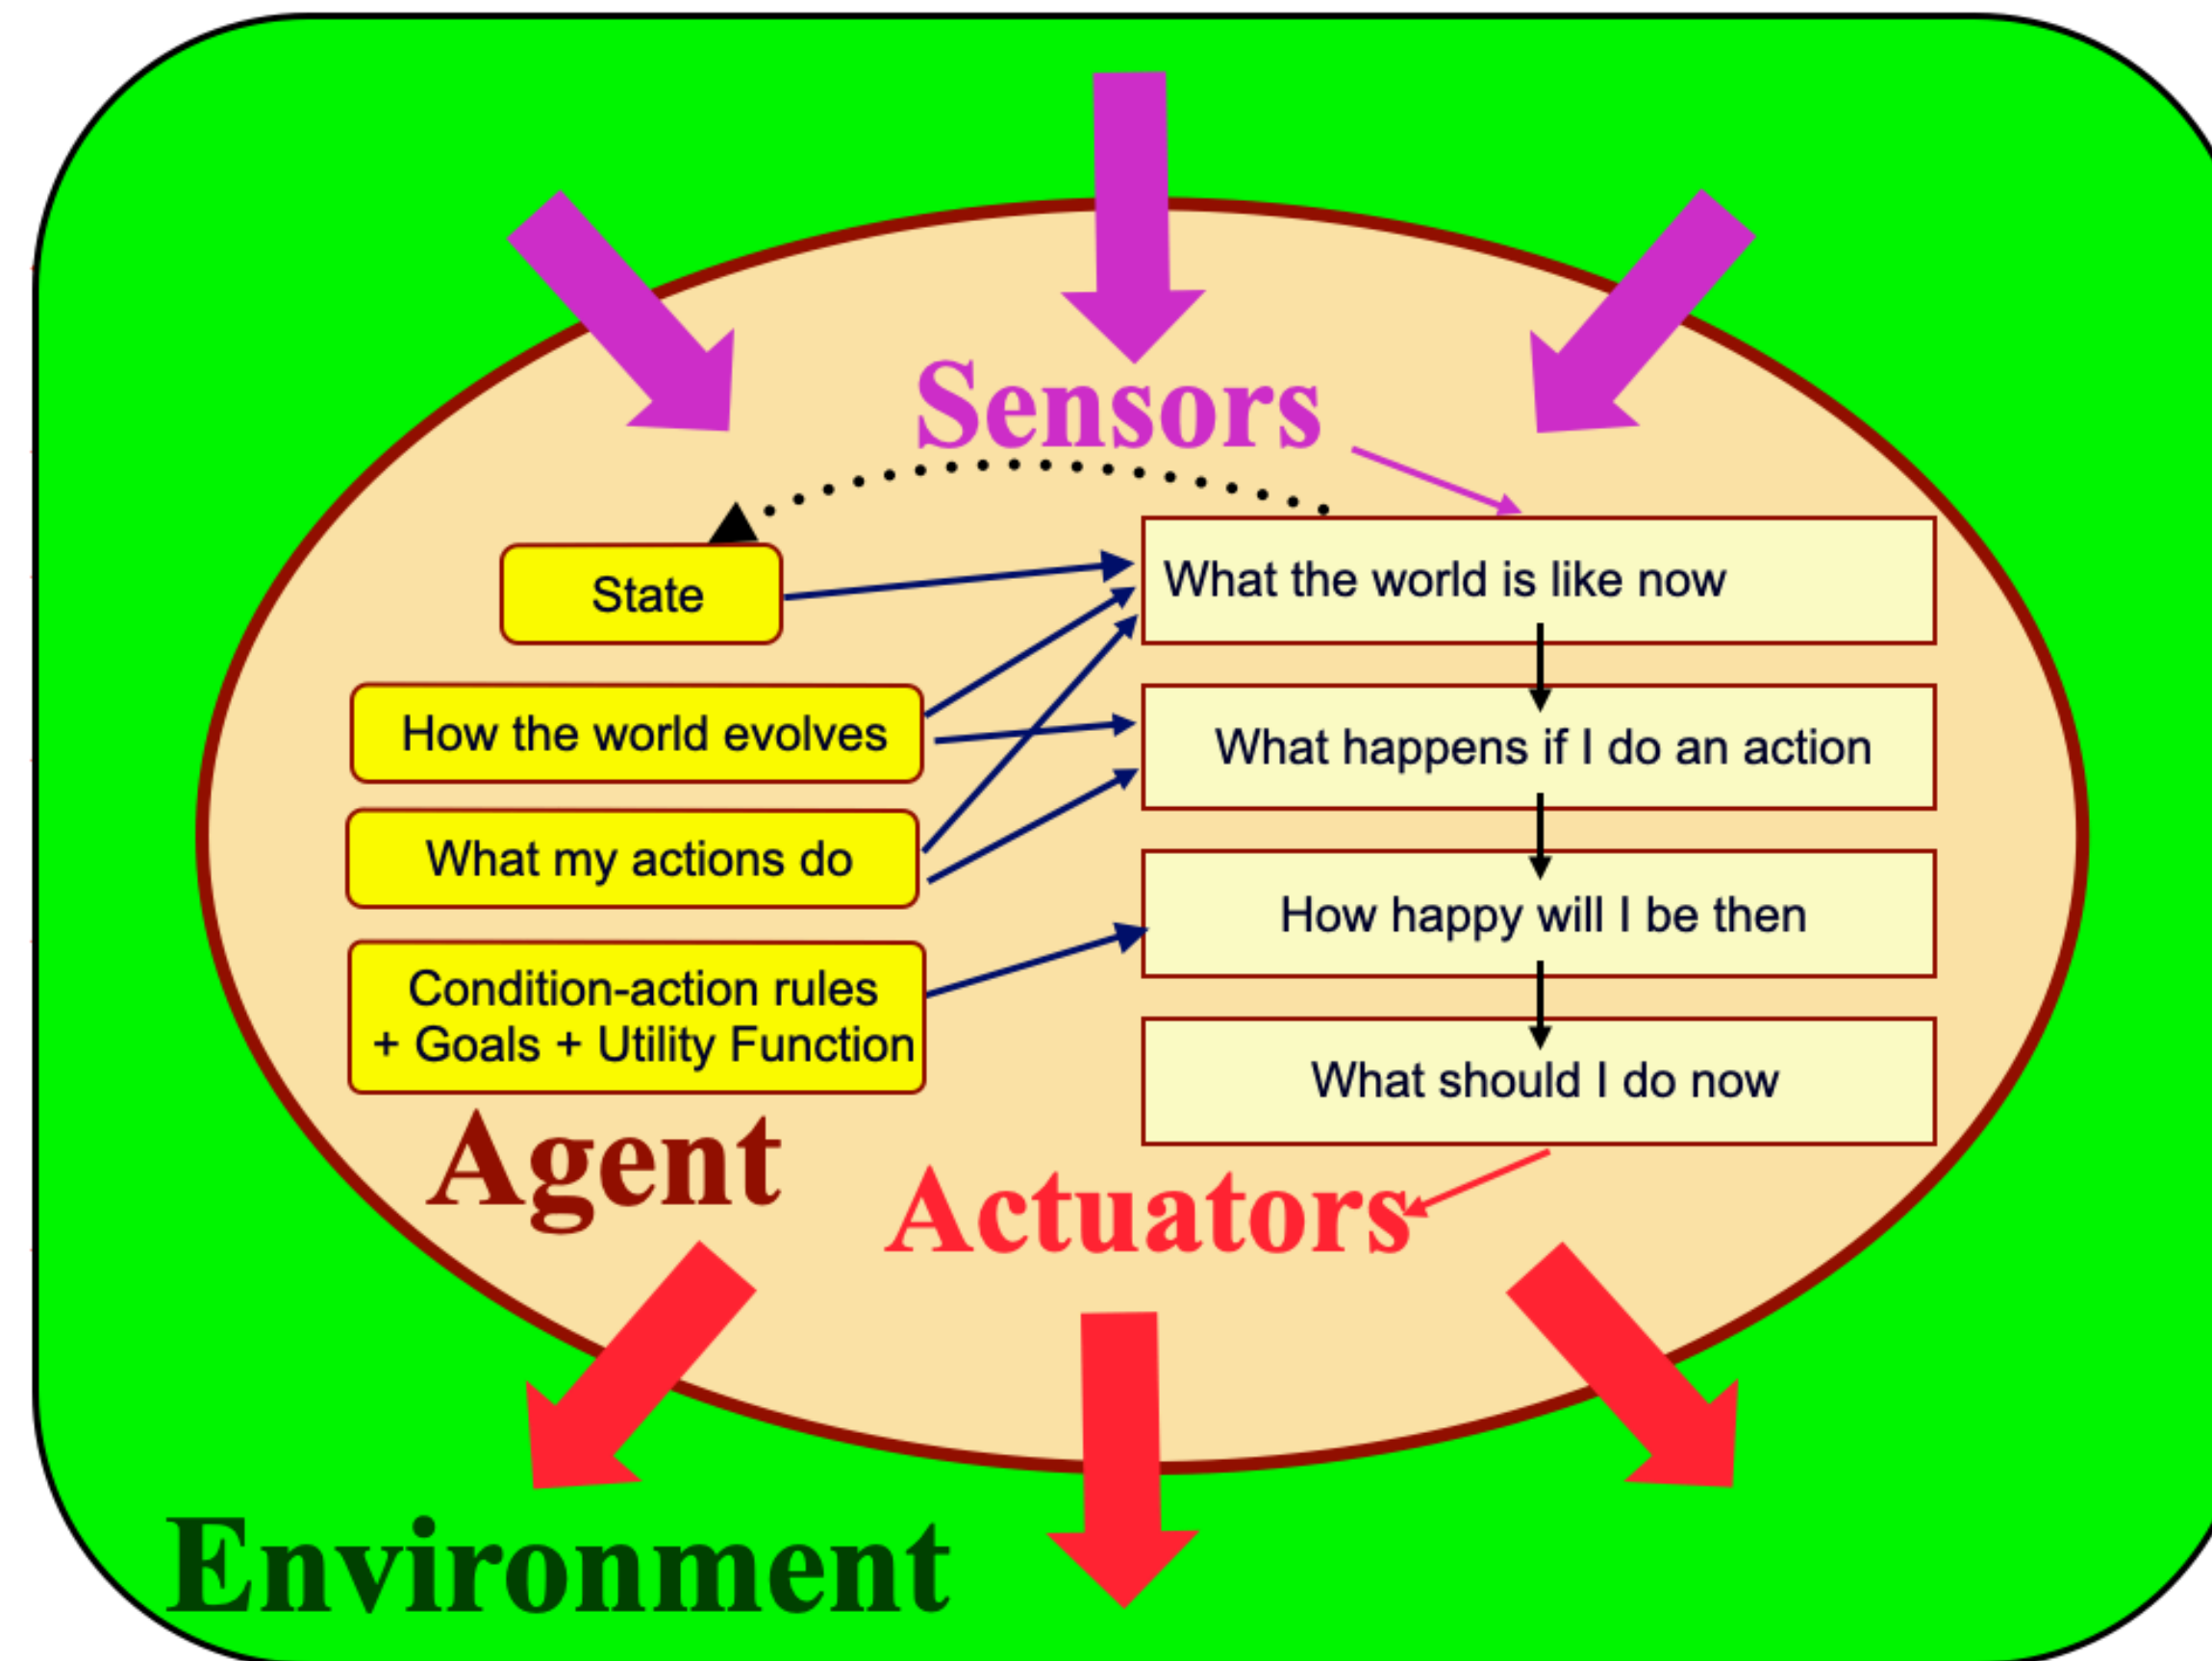 Sensors
State
What the world is like now
How the world evolves
What happens if I do an action
What my actions do
How happy will I be then
Condition-action rules
+ Goals + Utility Function
What should I do now
Agent
Actuators
Environment